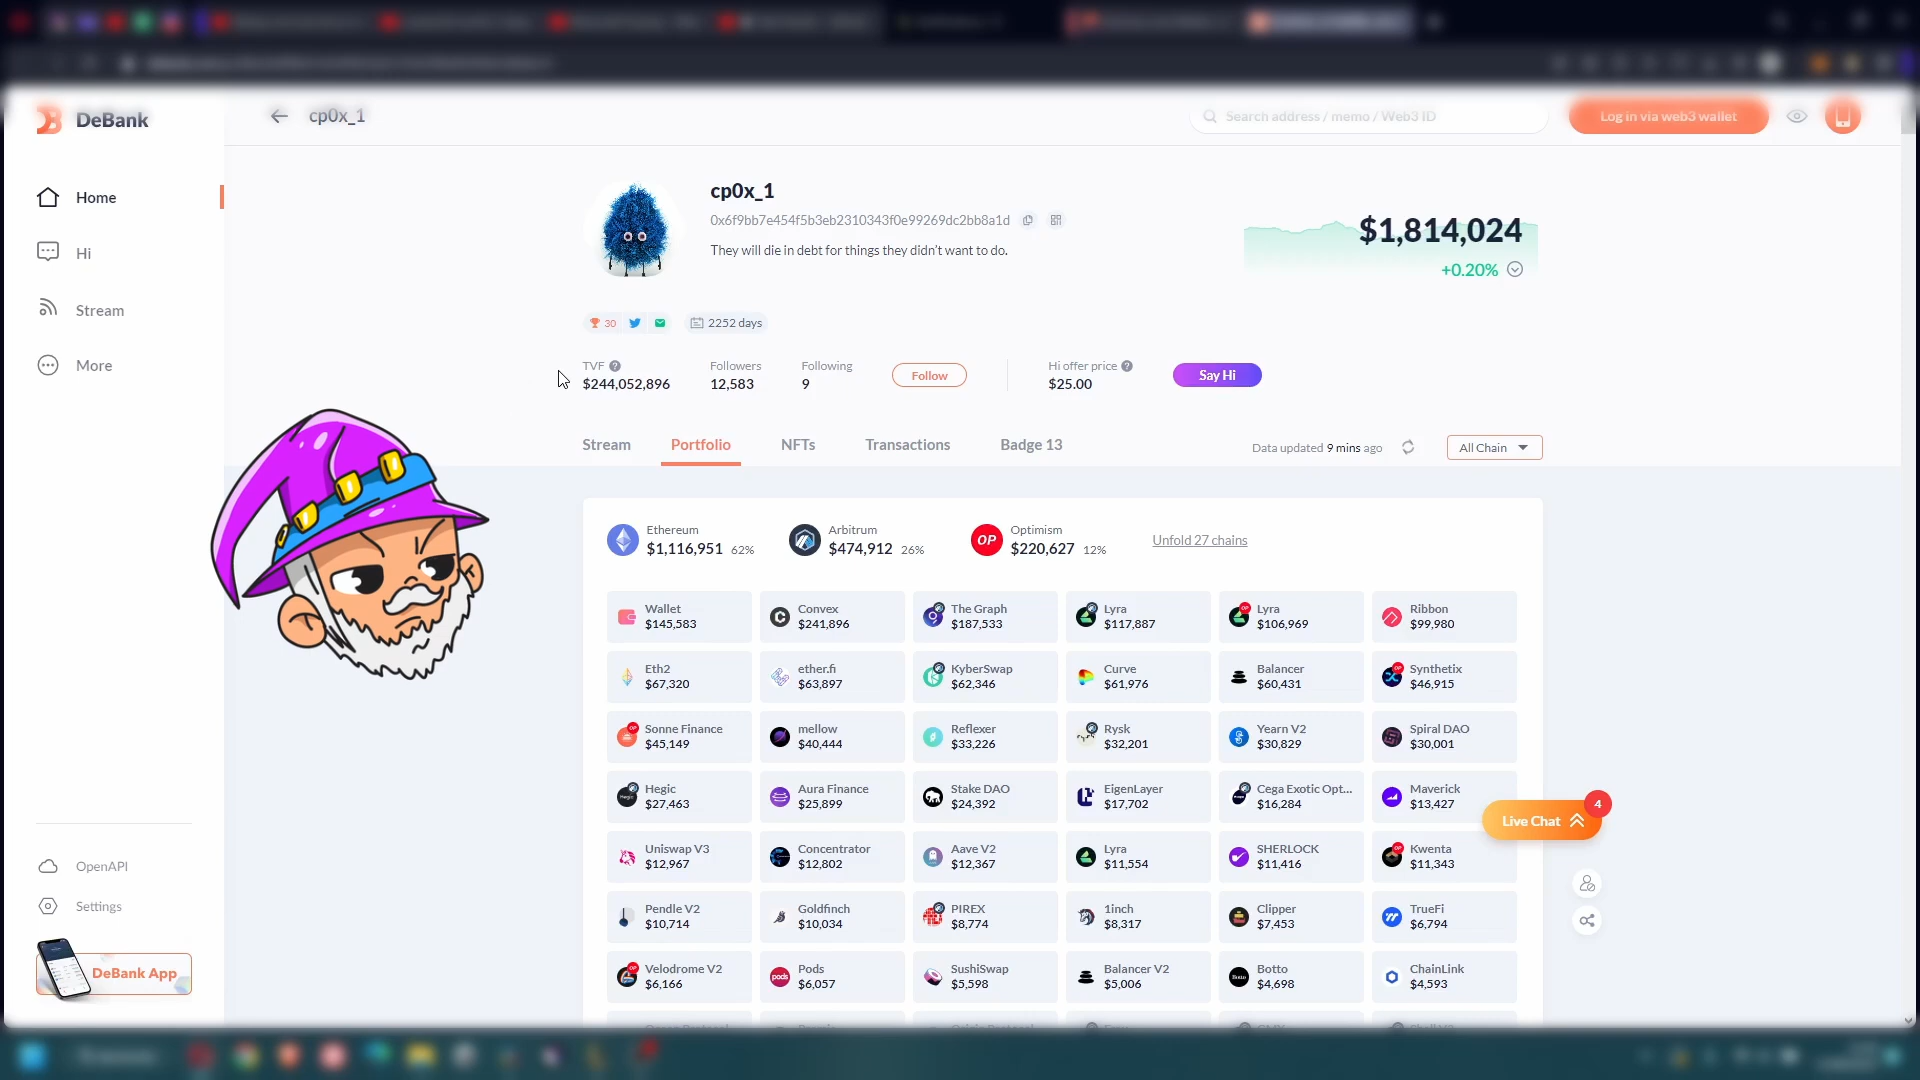 DeBank
cp0x_1
Search address / memo / Web3 ID
Log in via web3 wallet
Home
Hi
Stream
More
OpenAPI
Settings
DeBank App
cp0x_1
0x6f9bb7e454f5b3eb2310343f0e99269dc2bb8a1d
They will die in debt for things they didn't want to do.
$1,814,024
+0.20%
30
2252 days
TVF
$244,052,896
Followers
12,583
Following
9
Follow
Hi offer price
$25.00
Say Hi
Stream
Portfolio
NFTs
Transactions
Badge 13
Data updated 9 mins ago
All Chain
Ethereum
$1,116,951 62%
Arbitrum
$474,912 26%
OP
Optimism
$220,627 12%
Unfold 27 chains
Wallet
$145,583
Convex
$241,896
The Graph
$187,533
Lyra
$117,887
Lyra
$106,969
Ribbon
$99,980
Eth2
$67,320
ether.fi
$63,897
KyberSwap
$62,346
Curve
$61,976
Balancer
$60,431
Synthetix
$46,915
Sonne Finance
$45,149
mellow
$40,444
Reflexer
$33,226
Rysk
$32,201
Yearn V2
$30,829
Spiral DAO
$30,001
Hegic
$27,463
Aura Finance
$25,899
Stake DAO
$24,392
EigenLayer
$17,702
Cega Exotic Opt...
$16,284
Maverick
$13,427
Uniswap V3
$12,967
Concentrator
$12,802
Aave V2
$12,367
Lyra
$11,554
SHERLOCK
$11,416
Kwenta
$11,343
Pendle V2
$10,714
Goldfinch
$10,034
PIREX
$8,774
1inch
$8,317
Clipper
$7,453
TrueFi
$6,794
Velodrome V2
$6,166
pods
Pods
$6,057
SushiSwap
$5,598
Balancer V2
$5,006
Botto
$4,698
ChainLink
$4,593
Live Chat
4